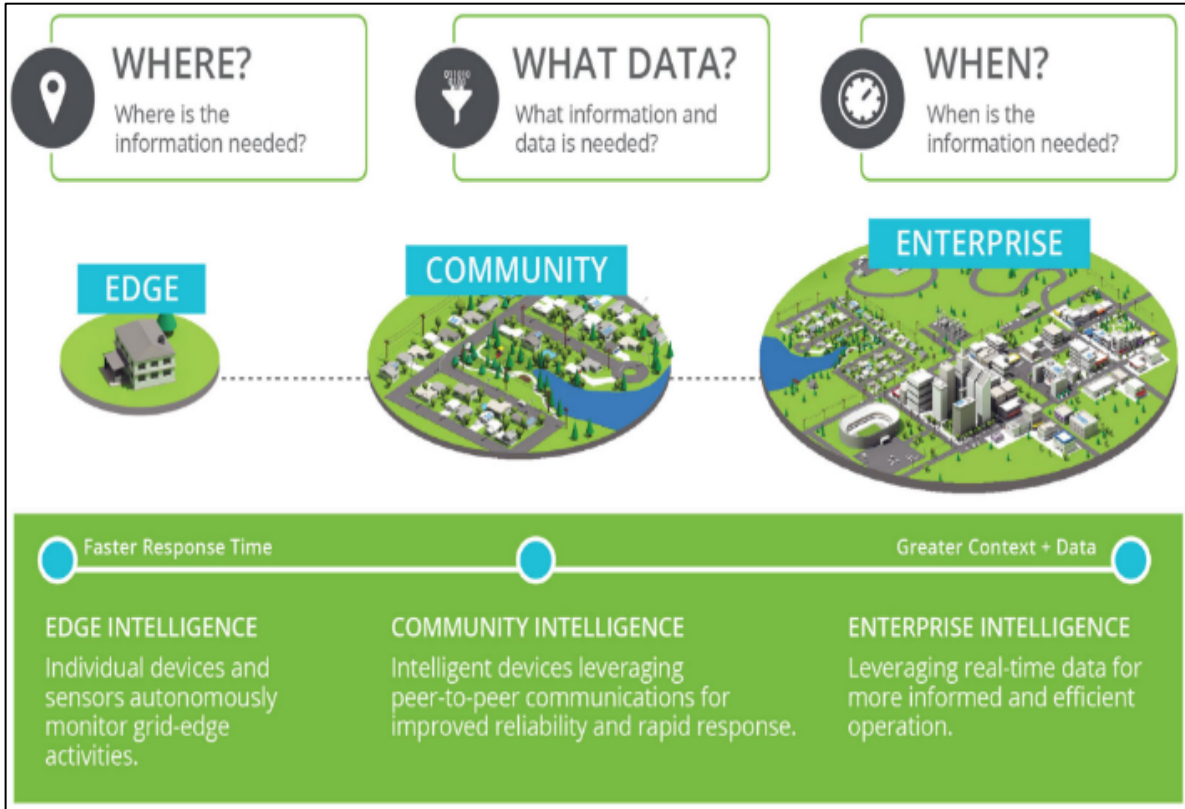 WHERE?
Where is the
information needed?
011010
0100
WHAT DATA?
What information and
data is needed?
WHEN?
When is the
information needed?
EDGE
COMMUNITY
ENTERPRISE
Faster Response Time
Greater Context + Data
EDGE INTELLIGENCE
Individual devices and
sensors autonomously
monitor grid-edge
activities.
COMMUNITY INTELLIGENCE
Intelligent devices leveraging
peer-to-peer communications for
improved reliability and rapid response.
ENTERPRISE INTELLIGENCE
Leveraging real-time data for
more informed and efficient
operation.